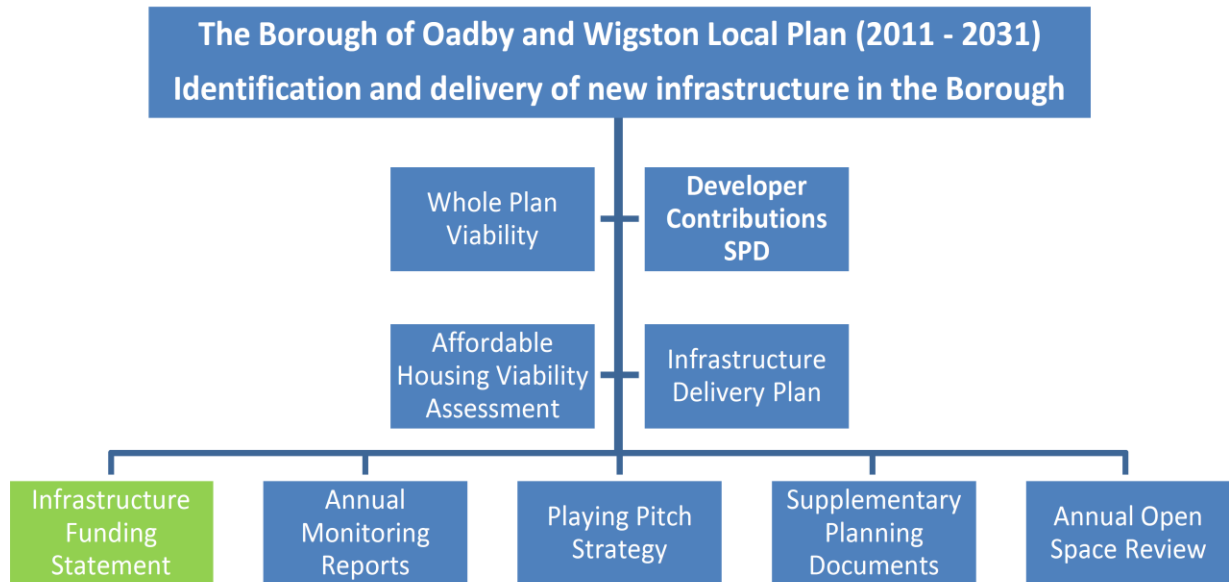 The Borough of Oadby and Wigston Local Plan (2011 - 2031)
Identification and delivery of new infrastructure in the Borough
Whole Plan
Viability
Developer
Contributions
SPD
Affordable
Housing Viability
Assessment
Infrastructure
Delivery Plan
Infrastructure
Funding
Statement
Annual
Monitoring
Reports
Playing Pitch
Strategy
Supplementary
Planning
Documents
Annual Open
Space Review